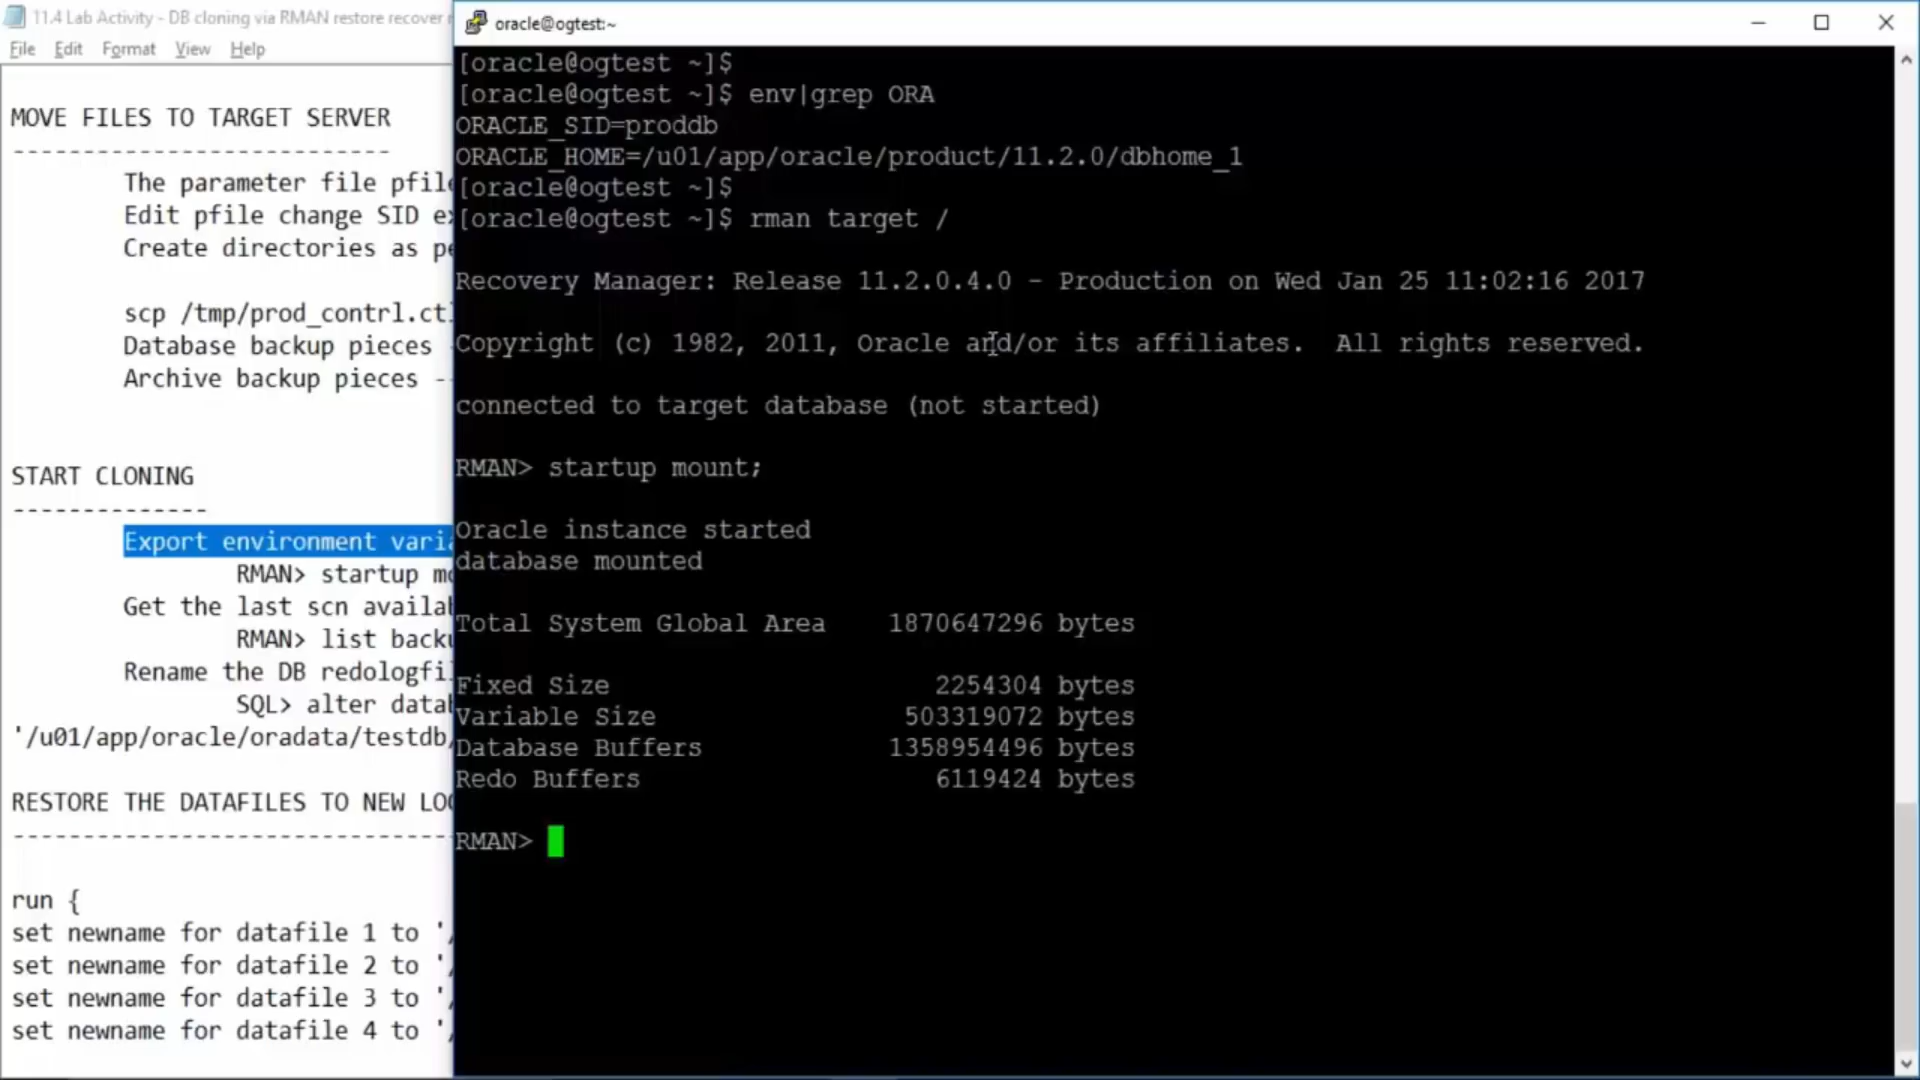 11.4 Lab Activity - DB cloning via RMAN restore recover
File Edit Format View Help
MOVE FILES TO TARGET SERVER
---------------------------
The parameter file pfile
Edit pfile change SID
Create directories as
scp /tmp/prod_contrl.ctl
Database backup pieces
Archive backup pieces --
START CLONING
--------------
Export environment
RMAN> startup
Get the last scn
RMAN> list
Rename the DB
SQL> alter
'/u01/app/oracle/oradata/testdb/
RESTORE THE DATAFILES TO NEW
--------------------------------
run {
set newname for datafile 1 to '/
set newname for datafile 2 to '/
set newname for datafile 3 to '/
set newname for datafile 4 to '/
oracle@ogtest:~
[oracle@ogtest ~]$
[oracle@ogtest ~]$ env|grep ORA
ORACLE_SID=proddb
ORACLE_HOME=/u01/app/oracle/product/11.2.0/dbhome_1
[oracle@ogtest ~]$
[oracle@ogtest ~]$ rman target /
Recovery Manager: Release 11.2.0.4.0 - Production on Wed Jan 25 11:02:16 2017
Copyright (c) 1982, 2011, Oracle and/or its affiliates.  All rights reserved.
connected to target database (not started)
RMAN> startup mount;
Oracle instance started
database mounted
Total System Global Area    1870647296 bytes
Fixed Size                     2254304 bytes
Variable Size                503319072 bytes
Database Buffers            1358954496 bytes
Redo Buffers                   6119424 bytes
RMAN>